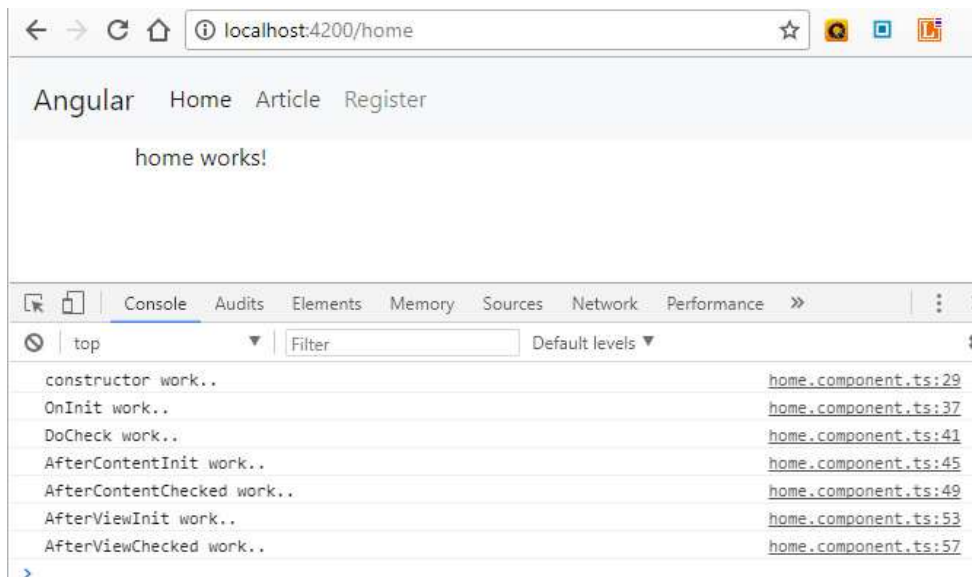 localhost:4200/home
Angular Home Article Register
home works!
Console Audits Elements Memory Sources Network Performance »
top Filter Default levels
constructor work.. home.component.ts:29
OnInit work.. home.component.ts:37
DoCheck work.. home.component.ts:41
AfterContentInit work.. home.component.ts:45
AfterContentChecked work.. home.component.ts:49
AfterViewInit work.. home.component.ts:53
AfterViewChecked work.. home.component.ts:57